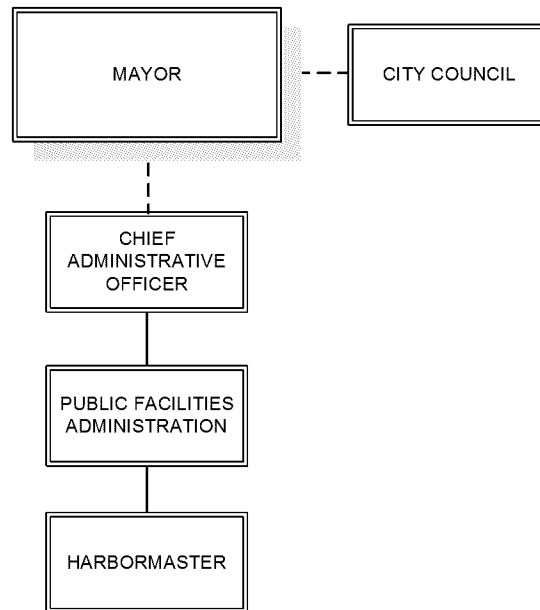 MAYOR
CITY COUNCIL
CHIEF
ADMINISTRATIVE
OFFICER
PUBLIC FACILITIES
ADMINISTRATION
HARBORMASTER